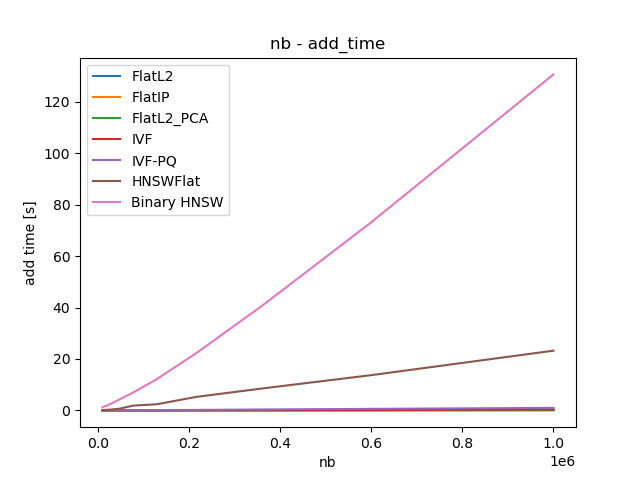 nb - add_time
FlatL2
FlatIP
FlatL2_PCA
IVF
IVF-PQ
HNSWFlat
Binary HNSW
add time [s]
120
100
80
60
40
20
0
0.0 0.2 0.4 0.6 0.8 1.0
1e6
nb